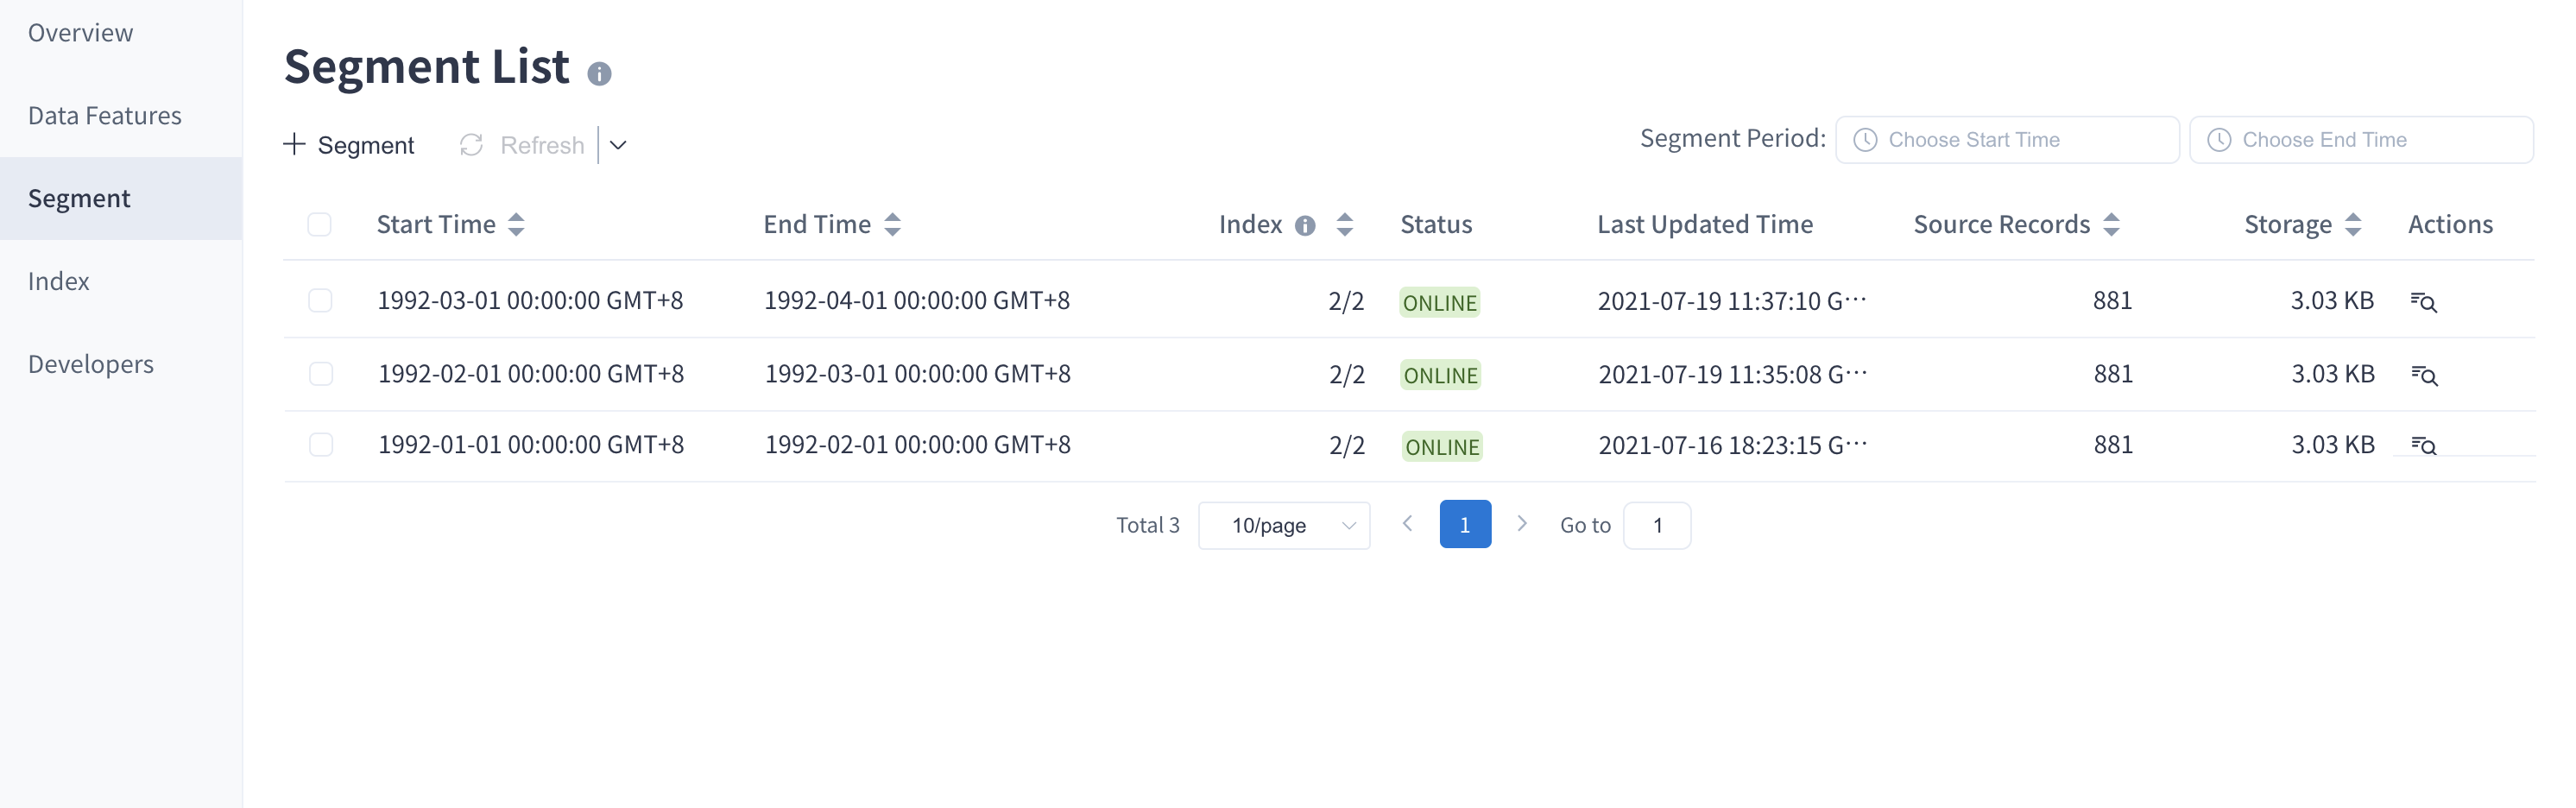 Overview
Data Features
Segment
Index
Developers
Segment List
Segment
Refresh
Segment Period: Choose Start Time Choose End Time
Start Time End Time Index Status Last Updated Time Source Records Storage Actions
1992-03-01 00:00:00 GMT+8 1992-04-01 00:00:00 GMT+8 2/2 ONLINE 2021-07-19 11:37:10 G··· 881 3.03 KB
1992-02-01 00:00:00 GMT+8 1992-03-01 00:00:00 GMT+8 2/2 ONLINE 2021-07-19 11:35:08 G··· 881 3.03 KB
1992-01-01 00:00:00 GMT+8 1992-02-01 00:00:00 GMT+8 2/2 ONLINE 2021-07-16 18:23:15 G··· 881 3.03 KB
Total 3 10/page 1 Go to 1